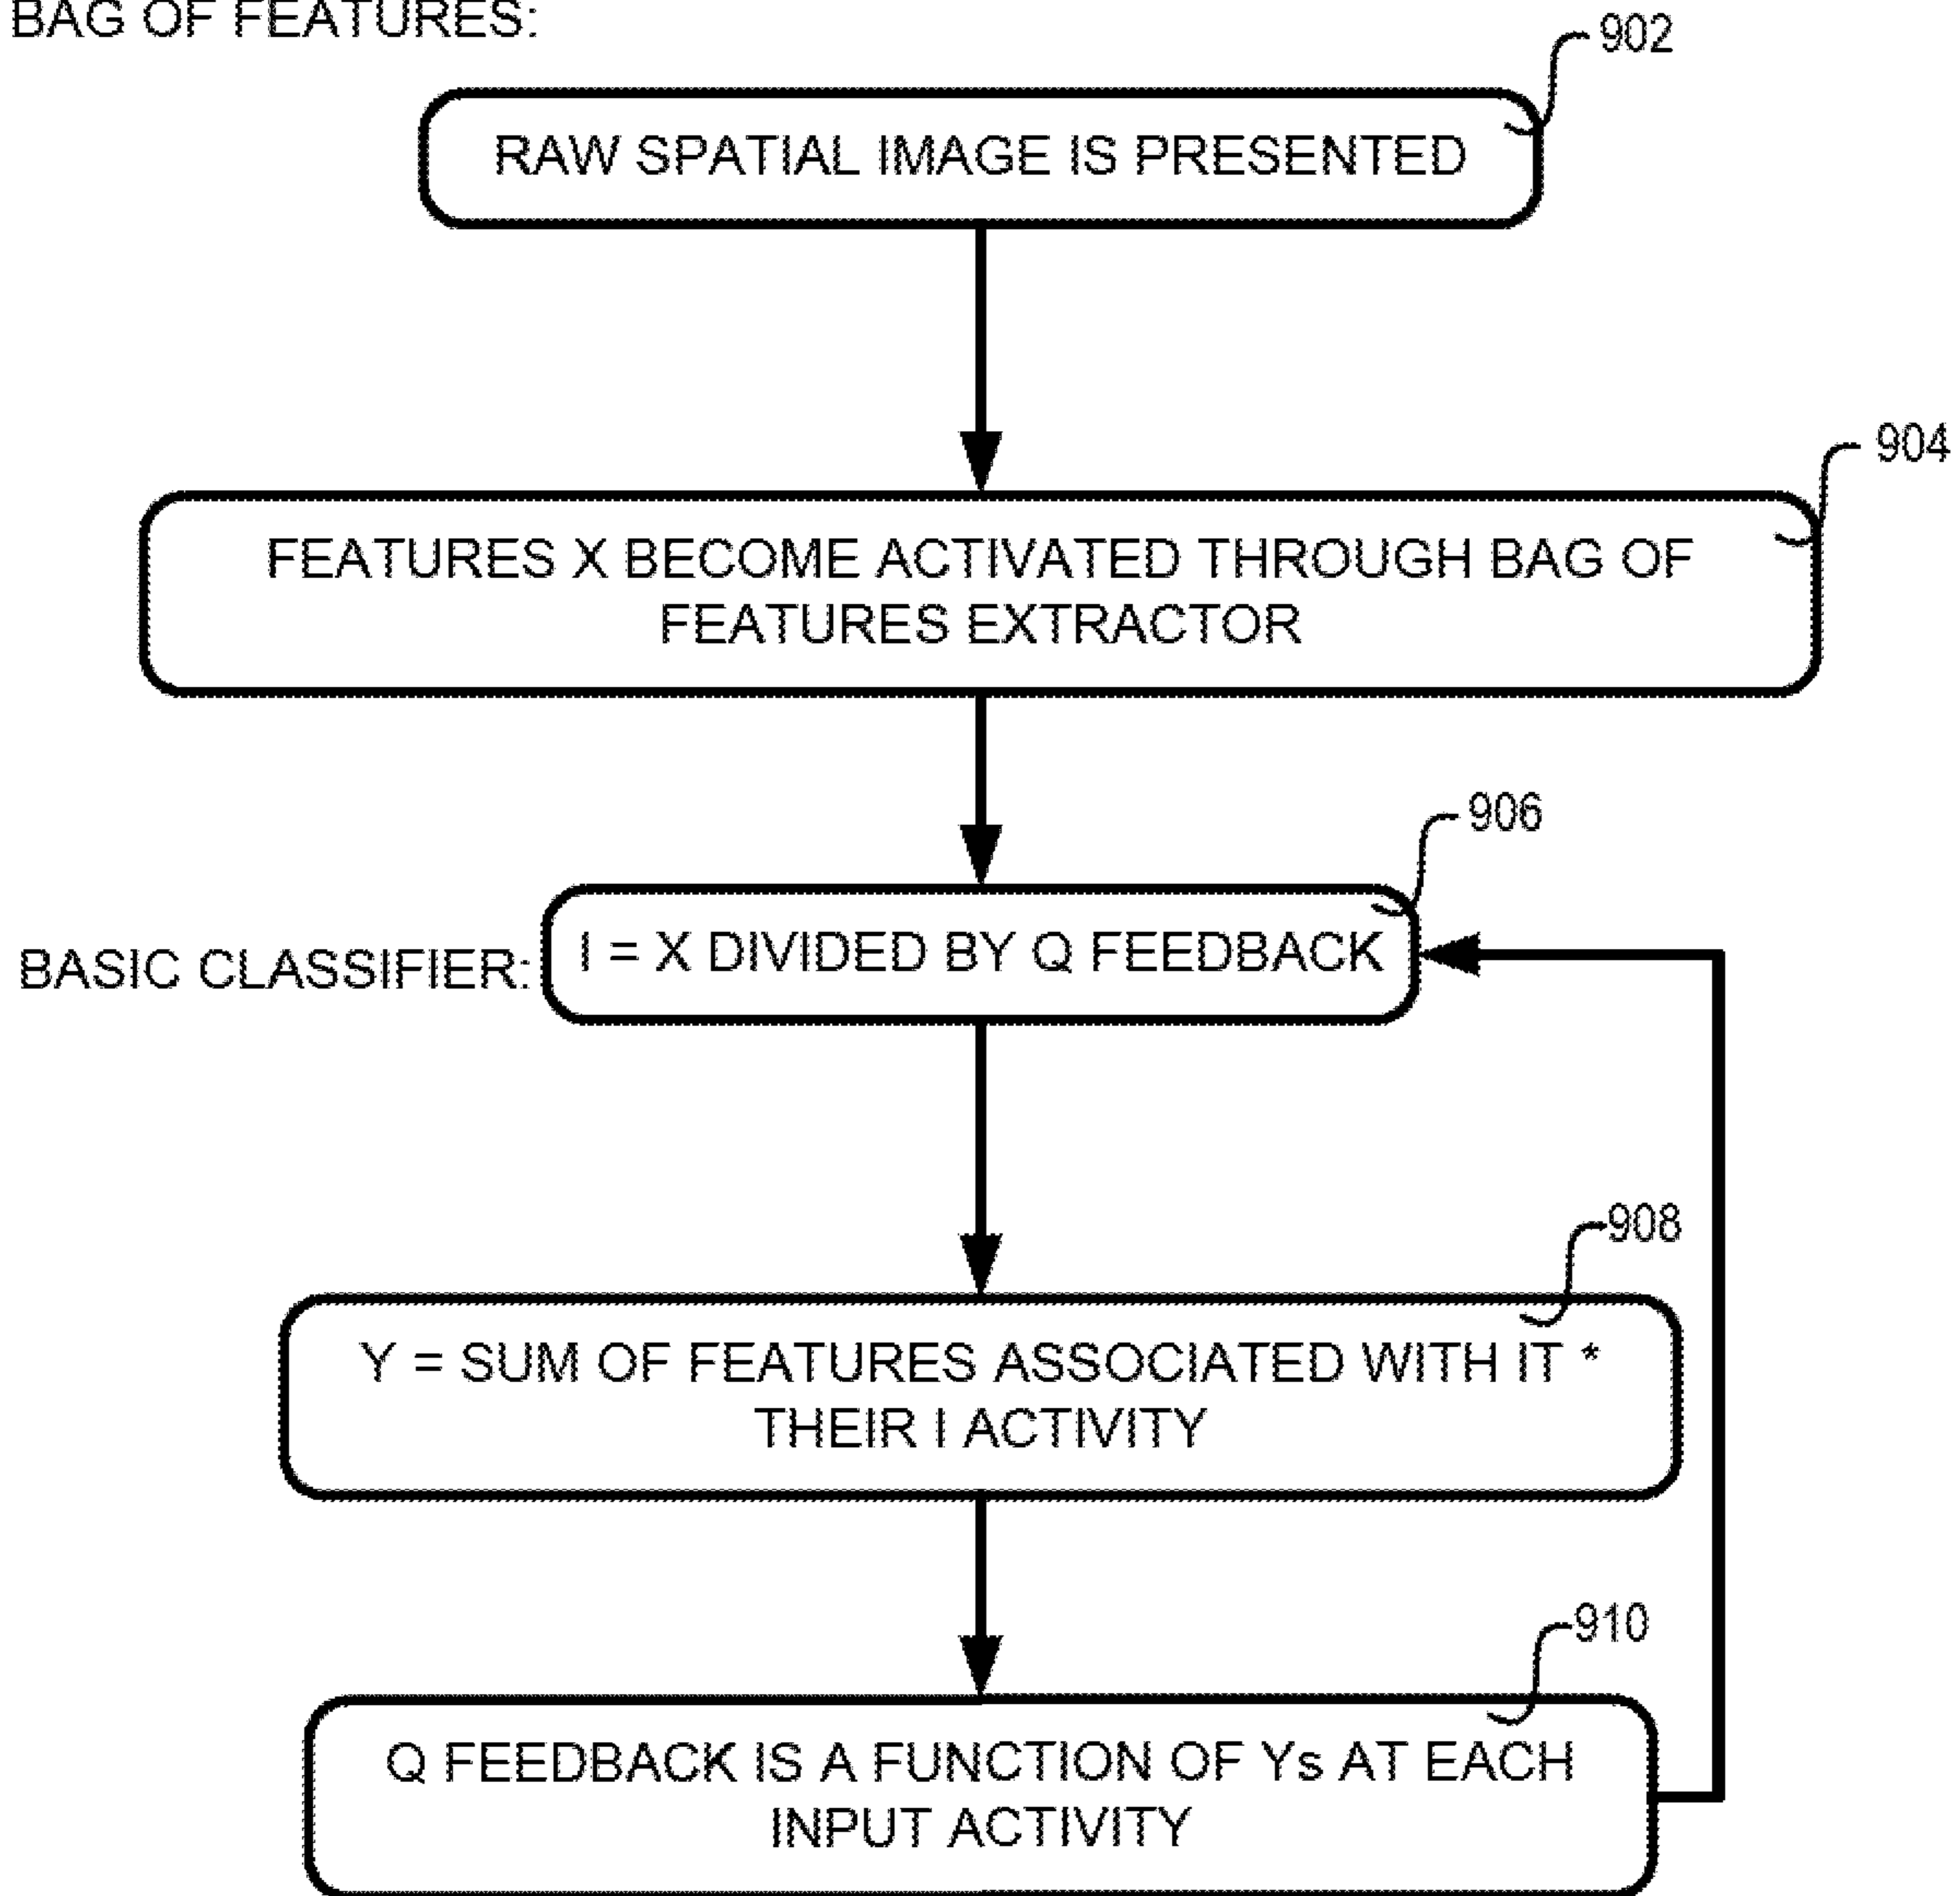 BAG OF FEATURES:
902
RAW SPATIAL IMAGE IS PRESENTED
904
FEATURES X BECOME ACTIVATED THROUGH BAG OF
FEATURES EXTRACTOR
906
BASIC CLASSIFIER:
I = X DIVIDED BY Q FEEDBACK
908
Y = SUM OF FEATURES ASSOCIATED WITH IT *
THEIR I ACTIVITY
910
Q FEEDBACK IS A FUNCTION OF Ys AT EACH
INPUT ACTIVITY